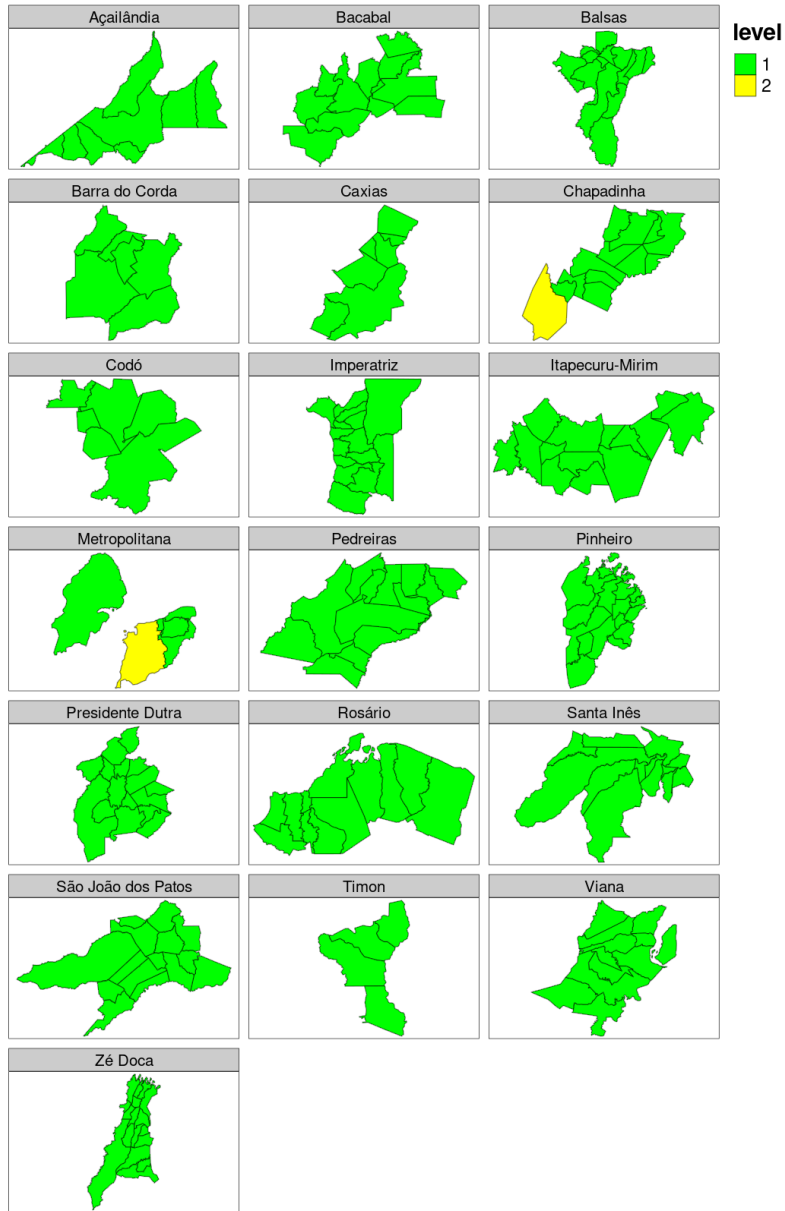 Açailândia
Bacabal
Balsas
level
1
2
Barra do Corda
Caxias
Chapadinha
Codó
Imperatriz
Itapecuru-Mirim
Metropolitana
Pedreiras
Pinheiro
Presidente Dutra
Rosário
Santa Inês
São João dos Patos
Timon
Viana
Zé Doca